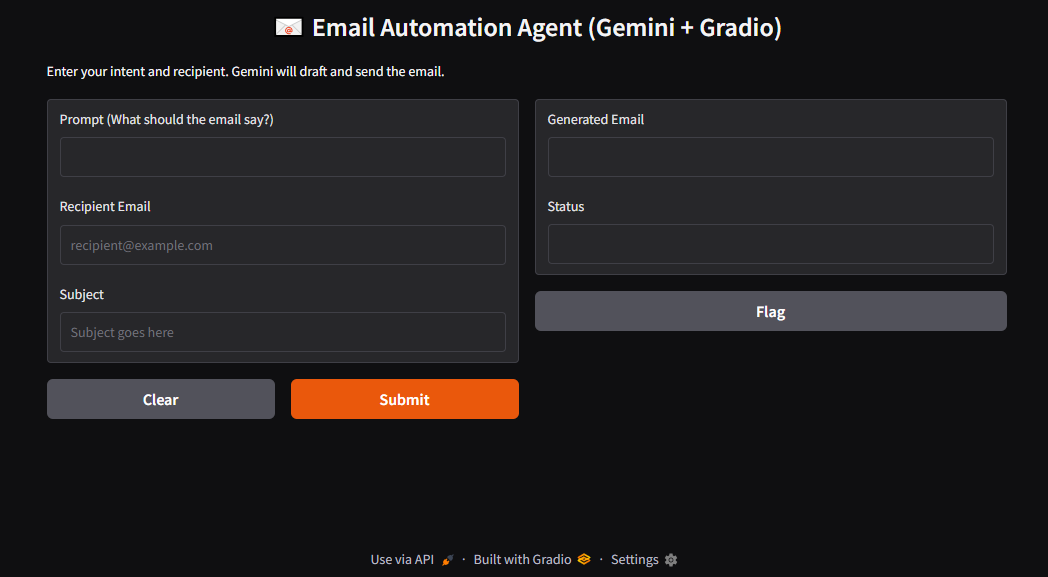 Email Automation Agent (Gemini + Gradio)
Enter your intent and recipient. Gemini will draft and send the email.
Prompt (What should the email say?)
Recipient Email
recipient@example.com
Subject
Subject goes here
Clear
Submit
Generated Email
Status
Flag
Use via API · Built with Gradio · Settings